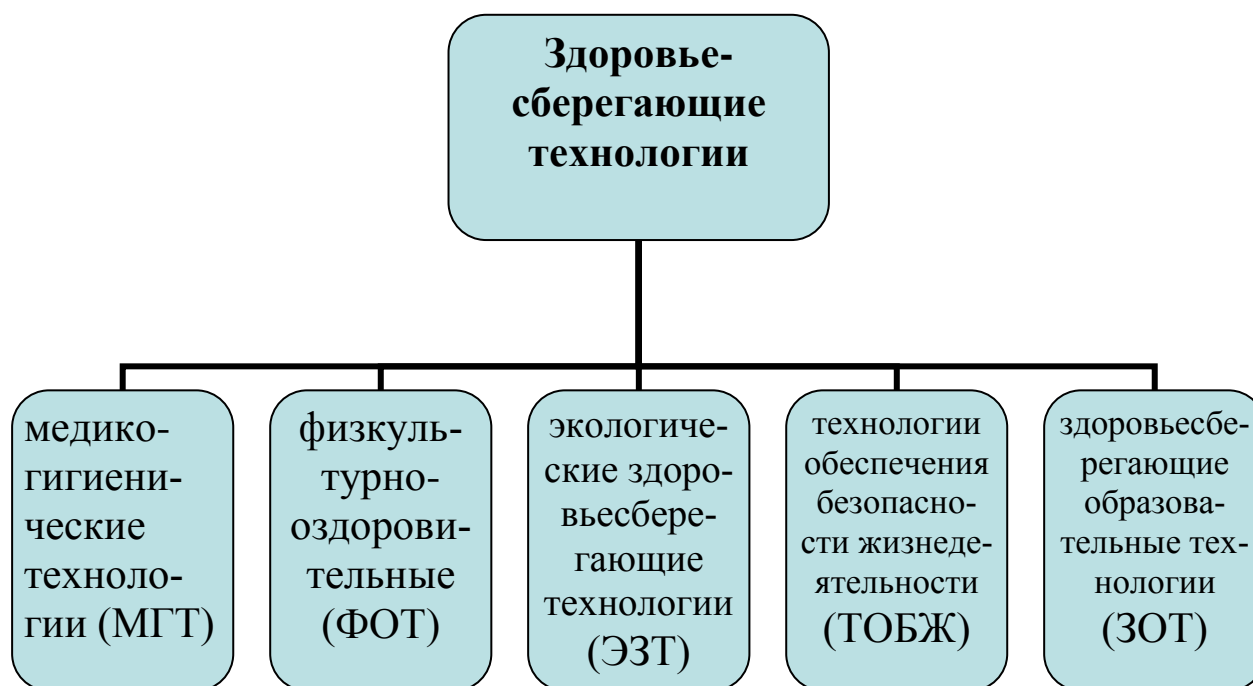 Здоровье-
сберегающие
технологии
медико-
гигиени-
ческие
техноло-
гии (МГТ)
физкуль-
турно-
оздорови-
тельные
(ФОТ)
экологиче-
ские здоро-
вьесбере-
гающие
технологии
(ЭЗТ)
технологии
обеспечения
безопасно-
сти жизнеде-
ятельности
(ТОБЖ)
здоровьесбе-
регающие
образова-
тельные тех-
нологии
(ЗОТ)